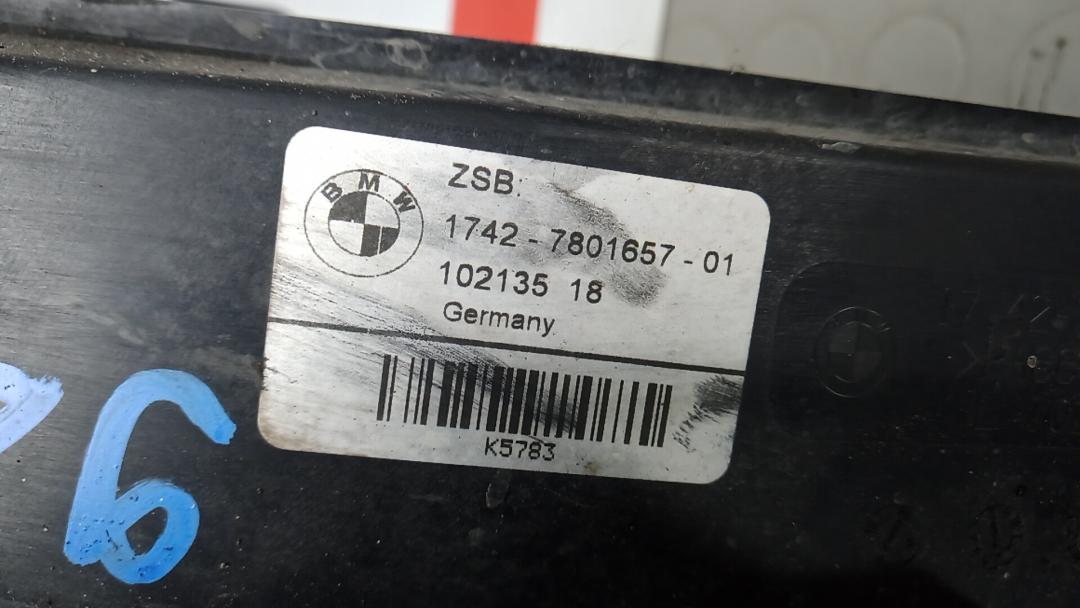 BMW
ZSB:
1742 - 7801657 - 01
102135 18
Germany
K5783